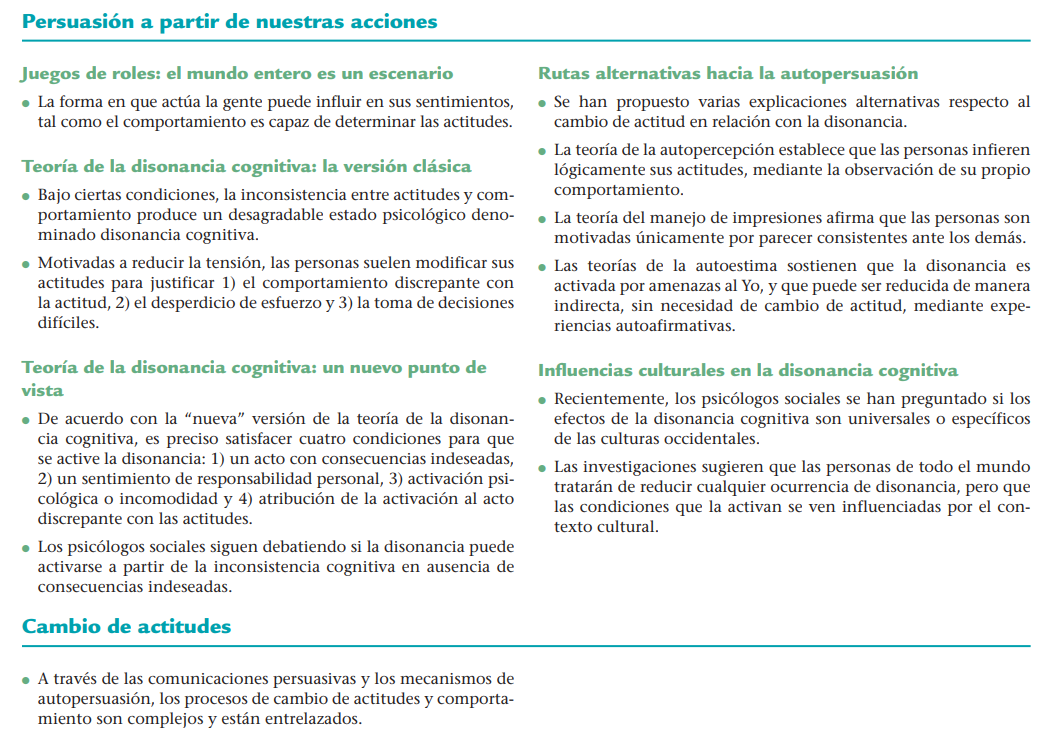 Persuasión a partir de nuestras acciones
Juegos de roles: el mundo entero es un escenario
● La forma en que actúa la gente puede influir en sus sentimientos,
tal como el comportamiento es capaz de determinar las actitudes.
Teoría de la disonancia cognitiva: la versión clásica
● Bajo ciertas condiciones, la inconsistencia entre actitudes y com-
portamiento produce un desagradable estado psicológico deno-
minado disonancia cognitiva.
● Motivadas a reducir la tensión, las personas suelen modificar sus
actitudes para justificar 1) el comportamiento discrepante con
la actitud, 2) el desperdicio de esfuerzo y 3) la toma de decisiones
difíciles.
Teoría de la disonancia cognitiva: un nuevo punto de
vista
● De acuerdo con la “nueva” versión de la teoría de la disonan-
cia cognitiva, es preciso satisfacer cuatro condiciones para que
se active la disonancia: 1) un acto con consecuencias indeseadas,
2) un sentimiento de responsabilidad personal, 3) activación psi-
cológica o incomodidad y 4) atribución de la activación al acto
discrepante con las actitudes.
● Los psicólogos sociales siguen debatiendo si la disonancia puede
activarse a partir de la inconsistencia cognitiva en ausencia de
consecuencias indeseadas.
Rutas alternativas hacia la autopersuasión
● Se han propuesto varias explicaciones alternativas respecto al
cambio de actitud en relación con la disonancia.
● La teoría de la autopercepción establece que las personas infieren
lógicamente sus actitudes, mediante la observación de su propio
comportamiento.
● La teoría del manejo de impresiones afirma que las personas son
motivadas únicamente por parecer consistentes ante los demás.
● Las teorías de la autoestima sostienen que la disonancia es
activada por amenazas al Yo, y que puede ser reducida de manera
indirecta, sin necesidad de cambio de actitud, mediante expe-
riencias autoafirmativas.
Influencias culturales en la disonancia cognitiva
● Recientemente, los psicólogos sociales se han preguntado si los
efectos de la disonancia cognitiva son universales o específicos
de las culturas occidentales.
● Las investigaciones sugieren que las personas de todo el mundo
tratarán de reducir cualquier ocurrencia de disonancia, pero que
las condiciones que la activan se ven influenciadas por el con-
texto cultural.
Cambio de actitudes
● A través de las comunicaciones persuasivas y los mecanismos de
autopersuasión, los procesos de cambio de actitudes y comporta-
miento son complejos y están entrelazados.